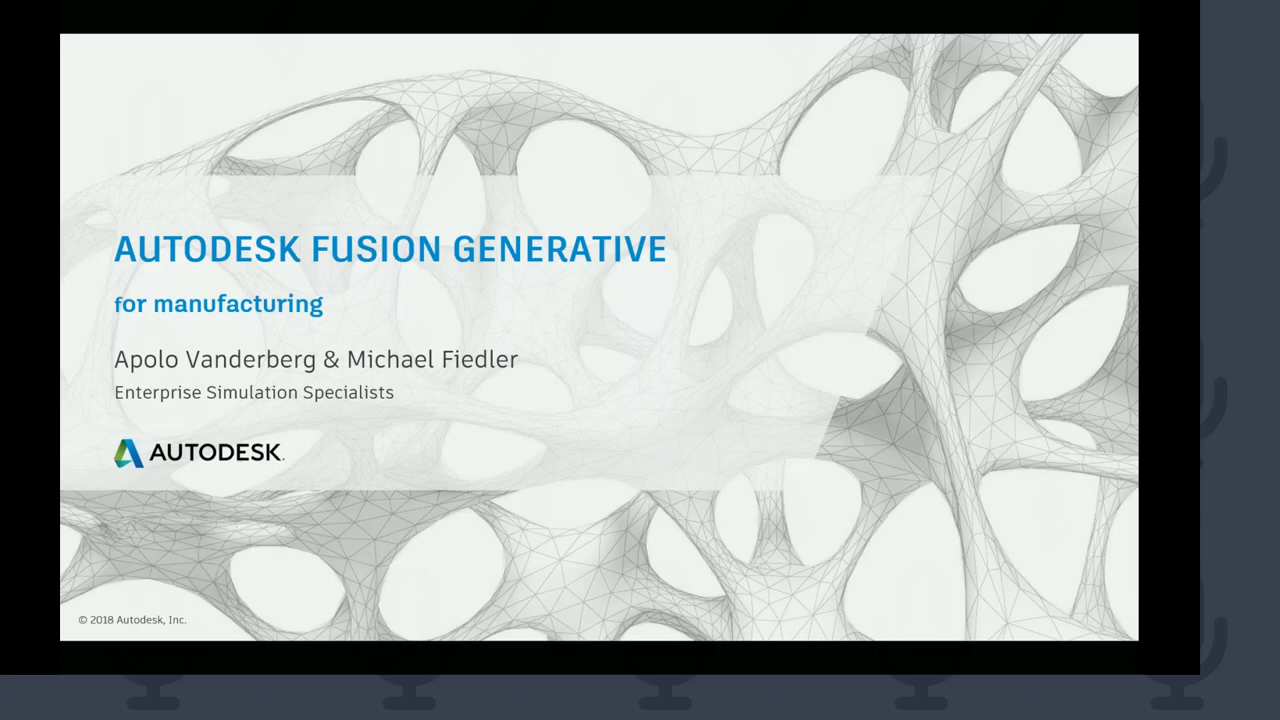 AUTODESK FUSION GENERATIVE
for manufacturing
Apolo Vanderberg & Michael Fiedler
Enterprise Simulation Specialists
AUTODESK.
© 2018 Autodesk, Inc.